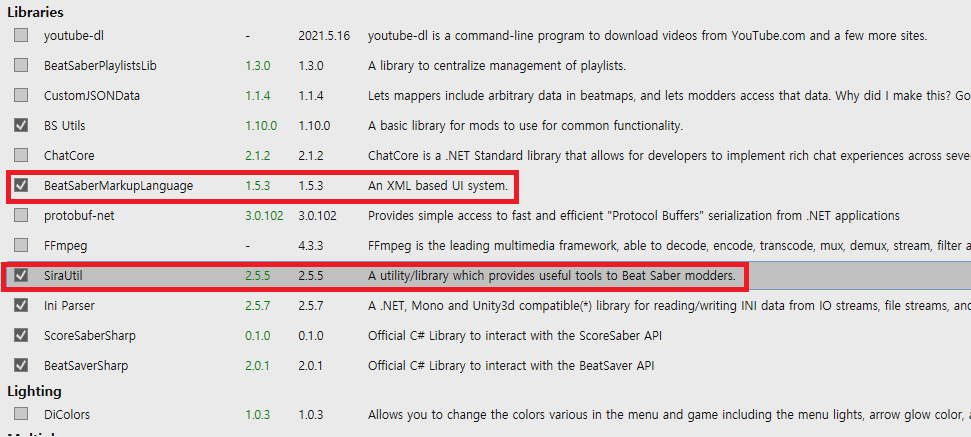 Libraries
youtube-dl - 2021.5.16 youtube-dl is a command-line program to download videos from YouTube.com and a few more sites.
BeatSaberPlaylistsLib 1.3.0 1.3.0 A library to centralize management of playlists.
CustomJSONData 1.1.4 1.1.4 Lets mappers include arbitrary data in beatmaps, and lets modders access that data. Why did I make this? Go
BS Utils 1.10.0 1.10.0 A basic library for mods to use for common functionality.
ChatCore 2.1.2 2.1.2 ChatCore is a .NET Standard library that allows for developers to implement rich chat experiences across seve
BeatSaberMarkupLanguage 1.5.3 1.5.3 An XML based UI system.
protobuf-net 3.0.102 3.0.102 Provides simple access to fast and efficient "Protocol Buffers" serialization from .NET applications
FFmpeg - 4.3.3 FFmpeg is the leading multimedia framework, able to decode, encode, transcode, mux, demux, stream, filter a
SiraUtil 2.5.5 2.5.5 A utility/library which provides useful tools to Beat Saber modders.
Ini Parser 2.5.7 2.5.7 A .NET, Mono and Unity3d compatible(*) library for reading/writing INI data from IO streams, file streams, and
ScoreSaberSharp 0.1.0 0.1.0 Official C# Library to interact with the ScoreSaber API
BeatSaverSharp 2.0.1 2.0.1 Official C# Library to interact with the BeatSaver API
Lighting
DiColors 1.0.3 1.0.3 Allows you to change the colors various in the menu and game including the menu lights, arrow glow color, a